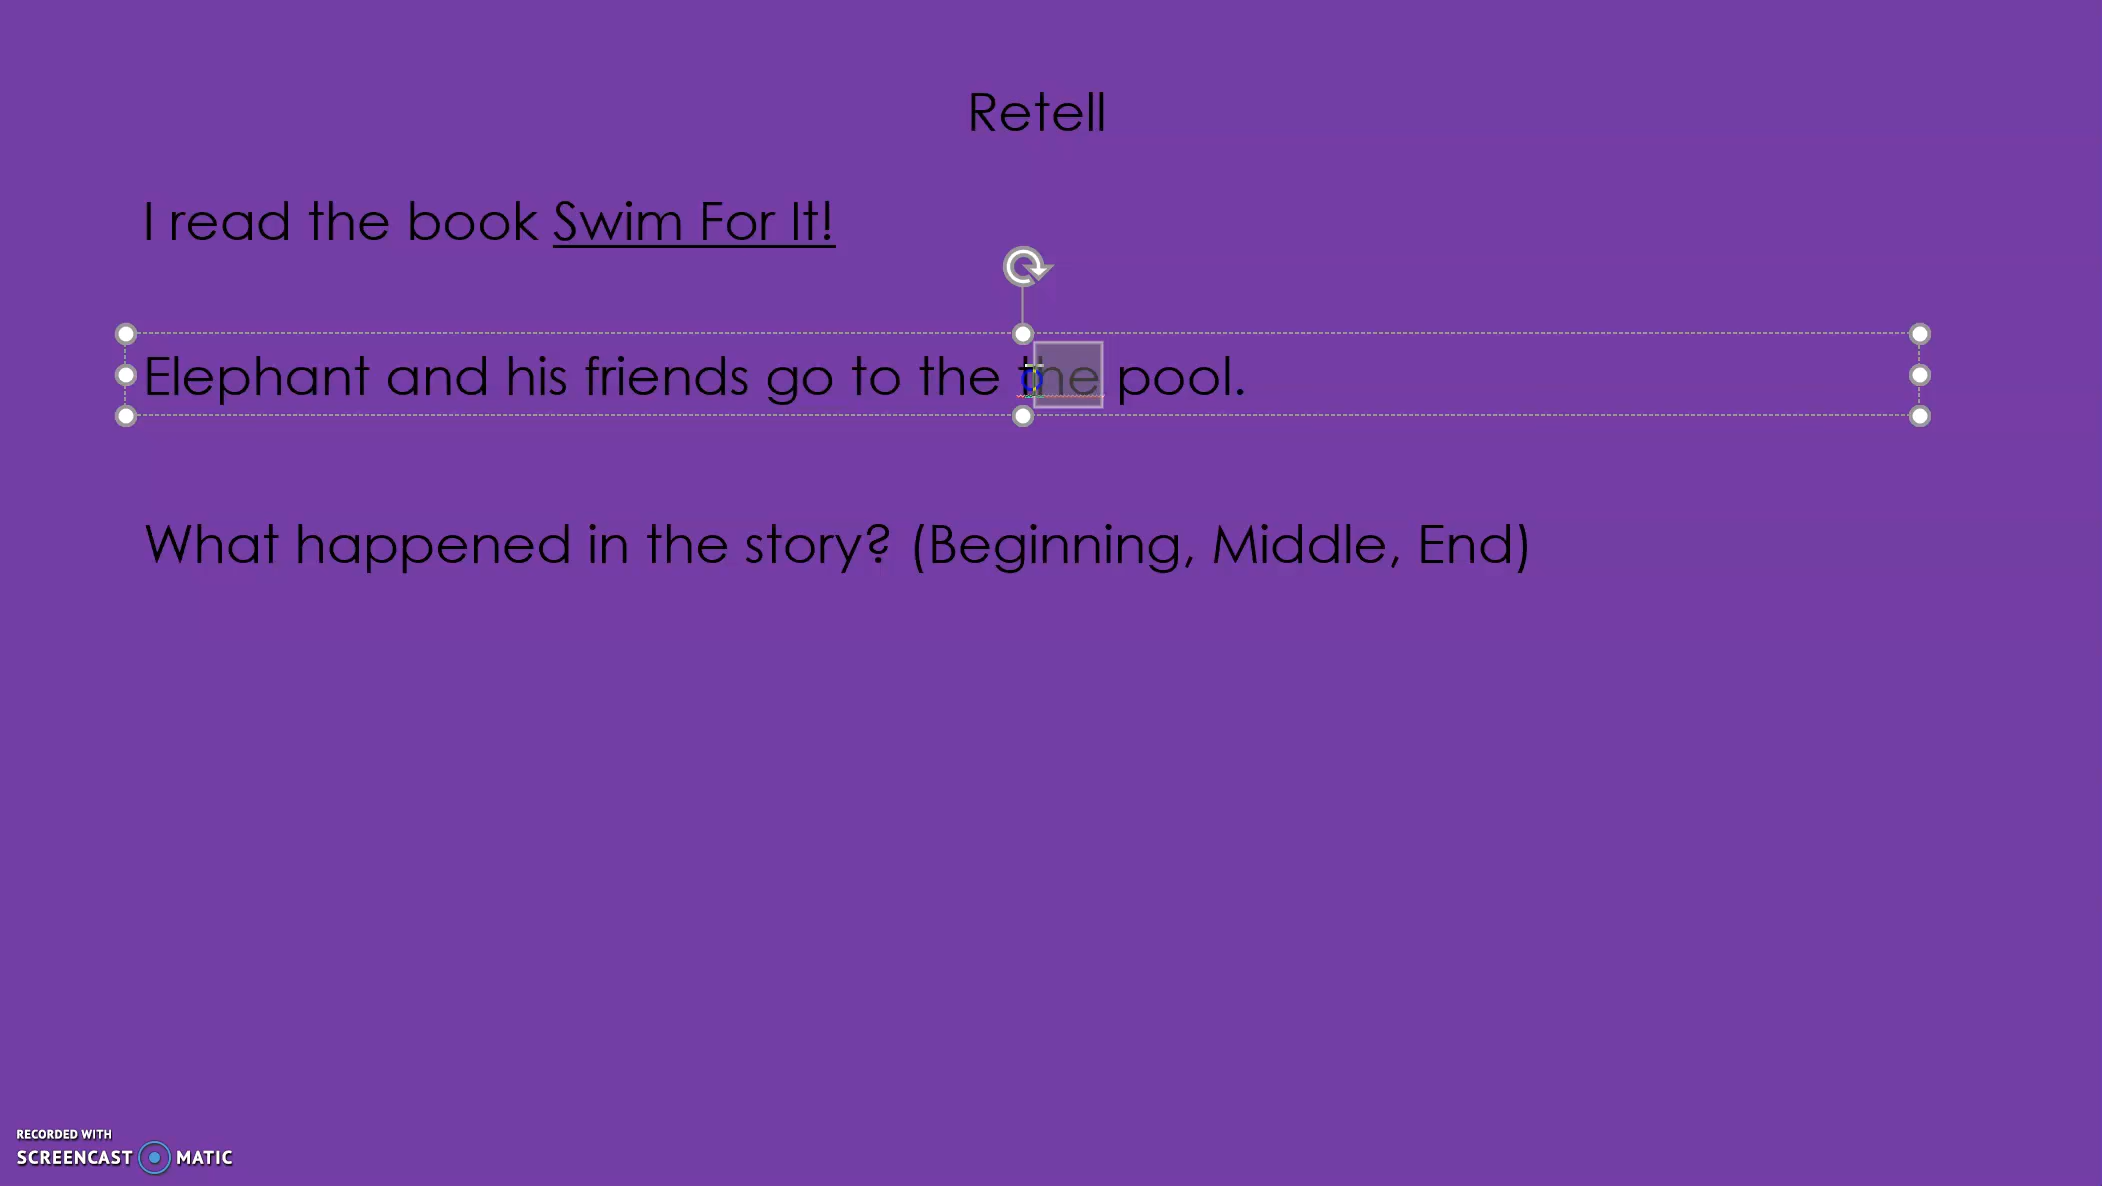 Retell
I read the book Swim For It!
Elephant and his friends go to the the pool.
What happened in the story? (Beginning, Middle, End)
RECORDED WITH
SCREENCAST MATIC